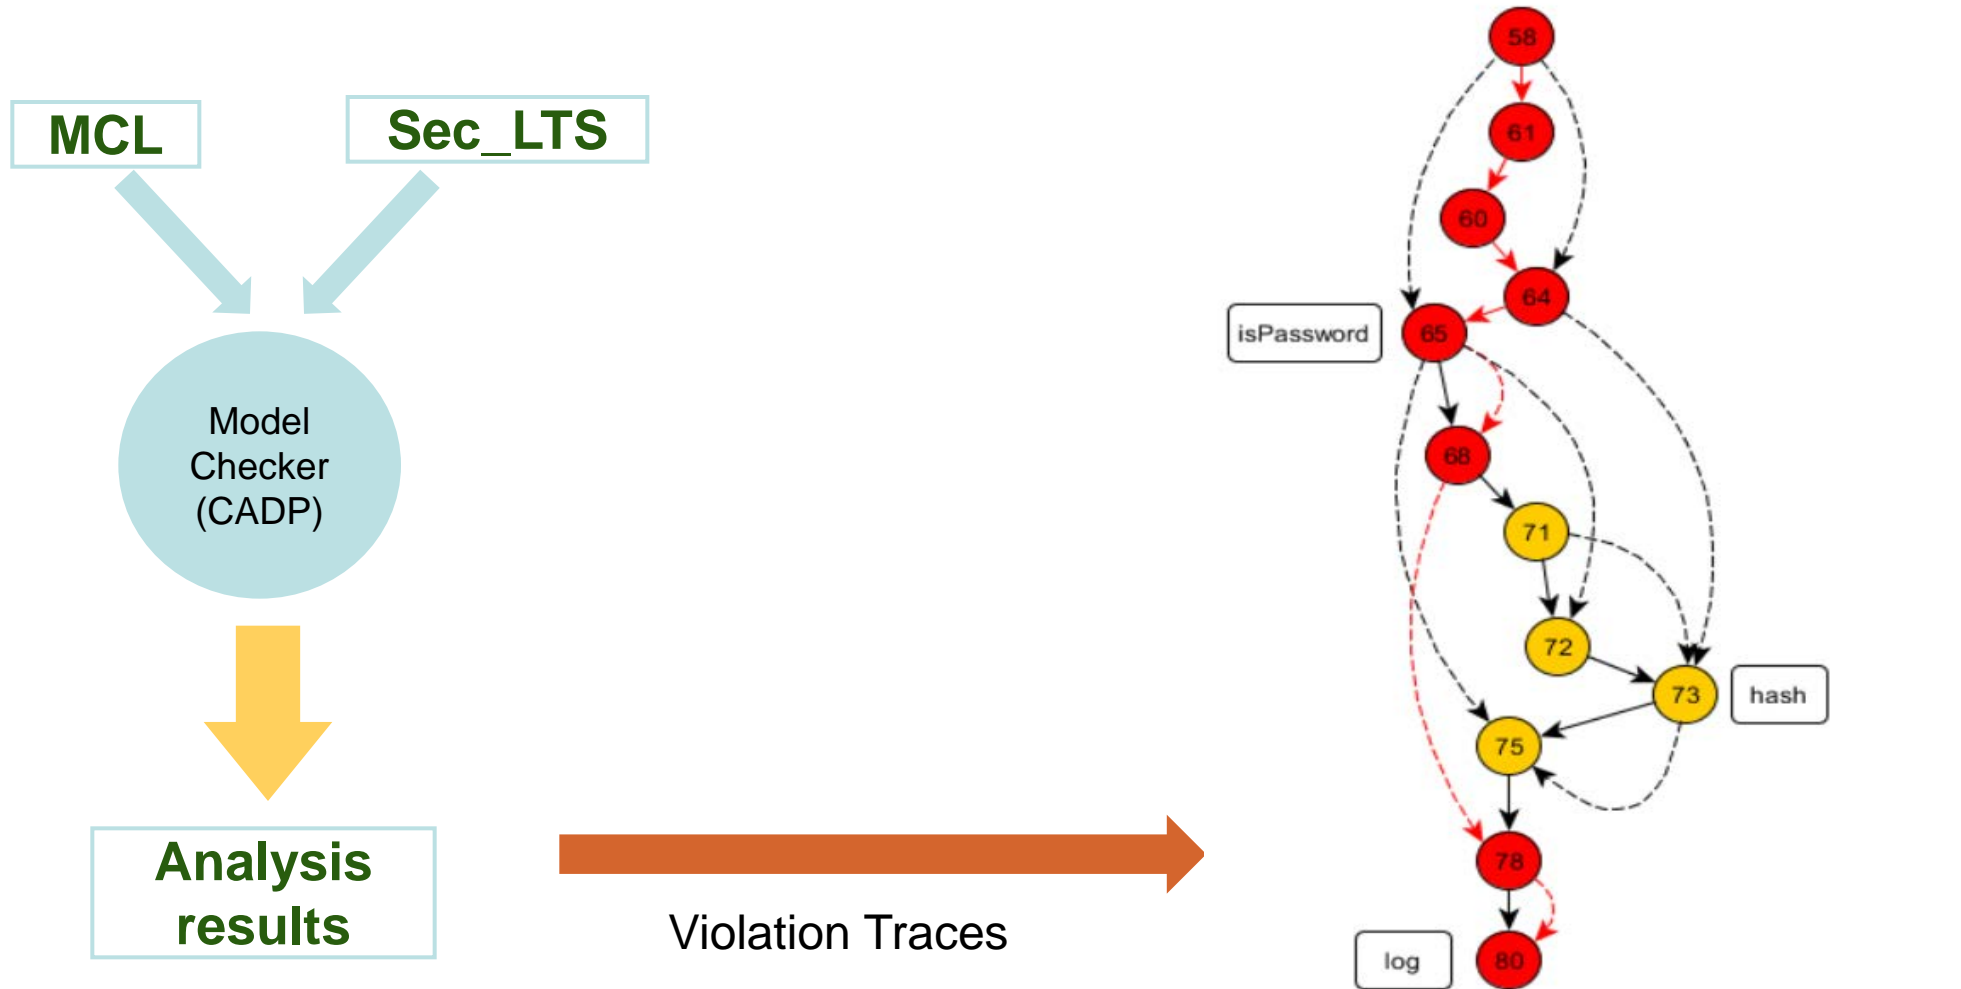 MCL
Sec_LTS
Model
Checker
(CADP)
Analysis
results
Violation Traces
58
61
60
64
isPassword
65
68
71
72
73
hash
75
78
log
80